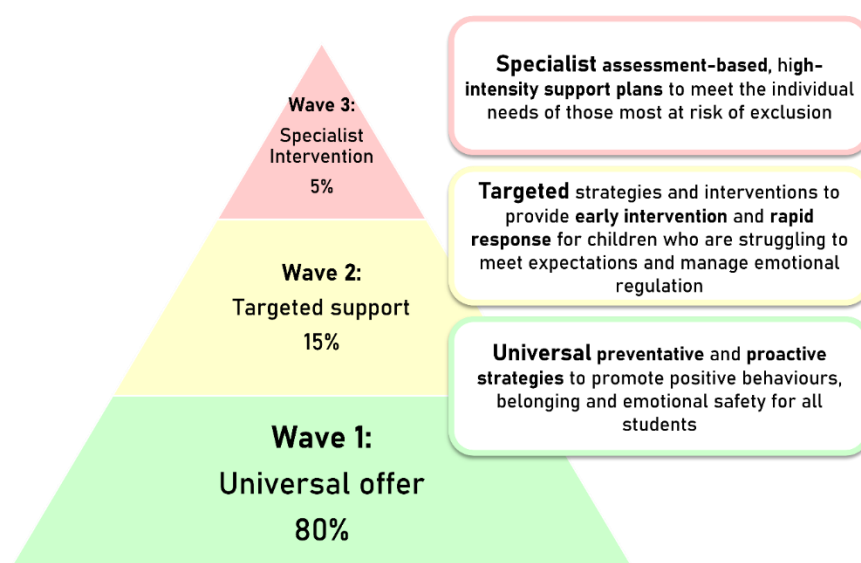 Wave 3:
Specialist
Intervention
5%
Specialist assessment-based, high-
intensity support plans to meet the individual
needs of those most at risk of exclusion
Wave 2:
Targeted support
15%
Targeted strategies and interventions to
provide early intervention and rapid
response for children who are struggling to
meet expectations and manage emotional
regulation
Wave 1:
Universal offer
80%
Universal preventative and proactive
strategies to promote positive behaviours,
belonging and emotional safety for all
students